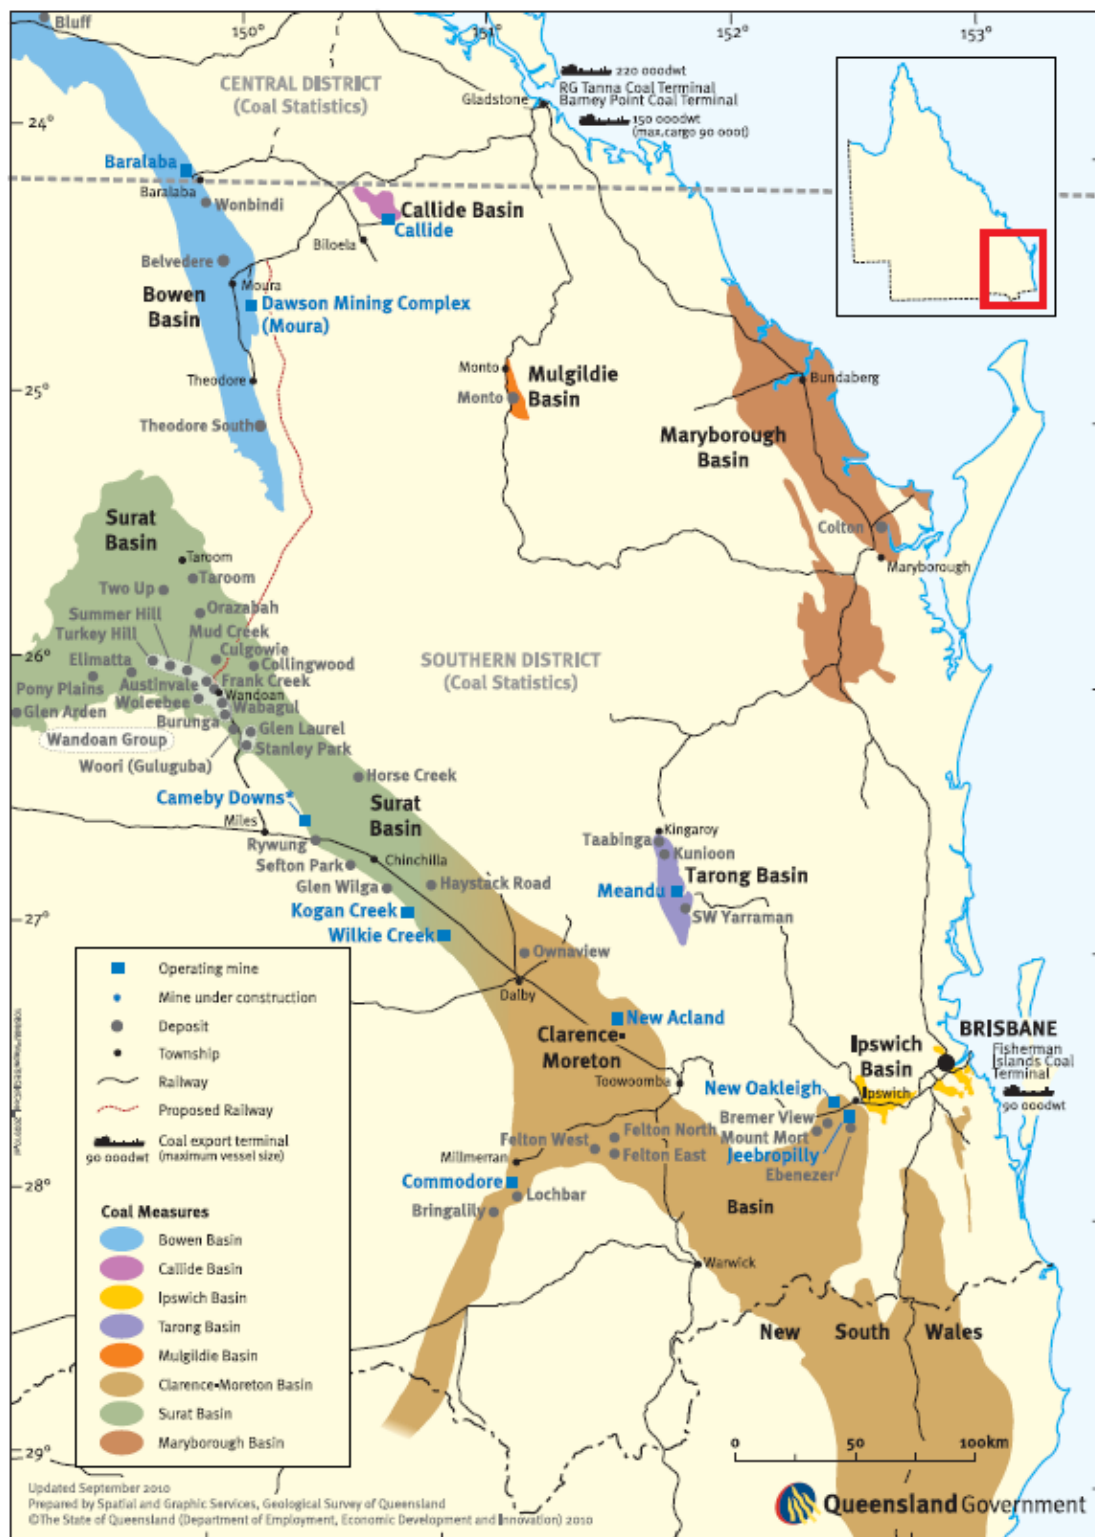 150°
151°
152°
153°
Bluff
CENTRAL DISTRICT
(Coal Statistics)
220 000dwt
RG Tanna Coal Terminal
Barney Point Coal Terminal
Gladstone
150 000dwt
(max.cargo 90 000t)
24°
Baralaba
Baralaba
Wonbindi
Callide Basin
Callide
Biloela
Belvedere
Moura
Bowen
Basin
Dawson Mining Complex
(Moura)
Theodore
Monto
Mulgildie
Basin
Monto
Bundaberg
25°
Theodore South
Maryborough
Basin
Surat
Basin
Colton
Maryborough
Taroom
Taroom
Two Up
Orazabah
Summer Hill
Mud Creek
Turkey Hill
Culgowie
26°
Elimatta
Collingwood
SOUTHERN DISTRICT
(Coal Statistics)
Frank Creek
Austinvale
Pony Plains
Wandoan
Woleebee
Wabagul
Glen Arden
Burunga
Glen Laurel
Wandoan Group
Stanley Park
Woori (Guluguba)
Horse Creek
Cameby Downs*
Surat
Basin
Miles
Rywung
Kingaroy
Taabinga
Kunioon
Sefton Park
Chinchilla
Tarong Basin
Glen Wilga
Haystack Road
Meandu
Kogan Creek
SW Yarraman
27°
Wilkie Creek
Ownaview
Dalby
New Acland
Clarence-
Moreton
BRISBANE
Fisherman
Islands Coal
Terminal
90 000dwt
Ipswich
Basin
Toowoomba
New Oakleigh
Ipswich
Bremer View
Felton North
Felton West
Mount Mort
Jeebropilly
Millmerran
Felton East
Ebenezer
Commodore
28°
Lochbar
Basin
Bringalily
Warwick
New South Wales
29°
Operating mine
Mine under construction
Deposit
Township
Railway
Proposed Railway
Coal export terminal
90 000dwt
(maximum vessel size)
Coal Measures
Bowen Basin
Callide Basin
Ipswich Basin
Tarong Basin
Mulgildie Basin
Clarence-Moreton Basin
Surat Basin
Maryborough Basin
0 50 100km
Updated September 2010
Prepared by Spatial and Graphic Services, Geological Survey of Queensland
©The State of Queensland (Department of Employment, Economic Development and Innovation) 2010
Queensland Government